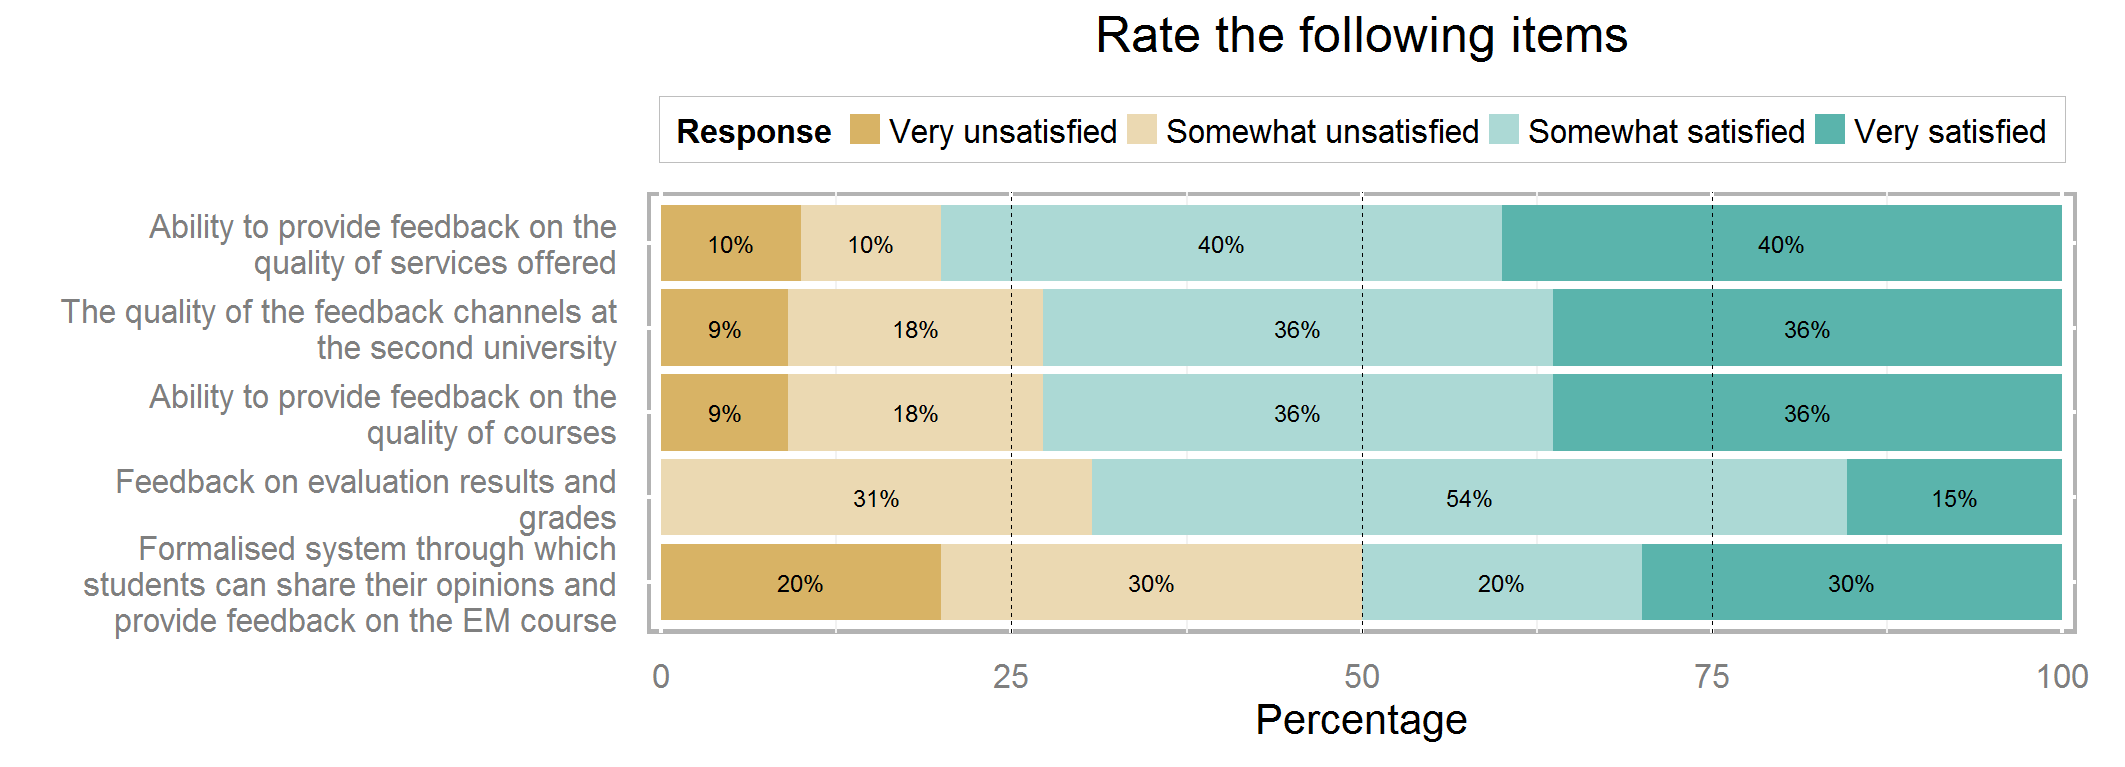 Rate the following items
Response Very unsatisfied Somewhat unsatisfied Somewhat satisfied Very satisfied
Ability to provide feedback on the
quality of services offered
10% 10% 40% 40%
The quality of the feedback channels at
the second university
9% 18% 36% 36%
Ability to provide feedback on the
quality of courses
9% 18% 36% 36%
Feedback on evaluation results and
grades
31% 54% 15%
Formalised system through which
students can share their opinions and
provide feedback on the EM course
20% 30% 20% 30%
0 25 50 75 100
Percentage